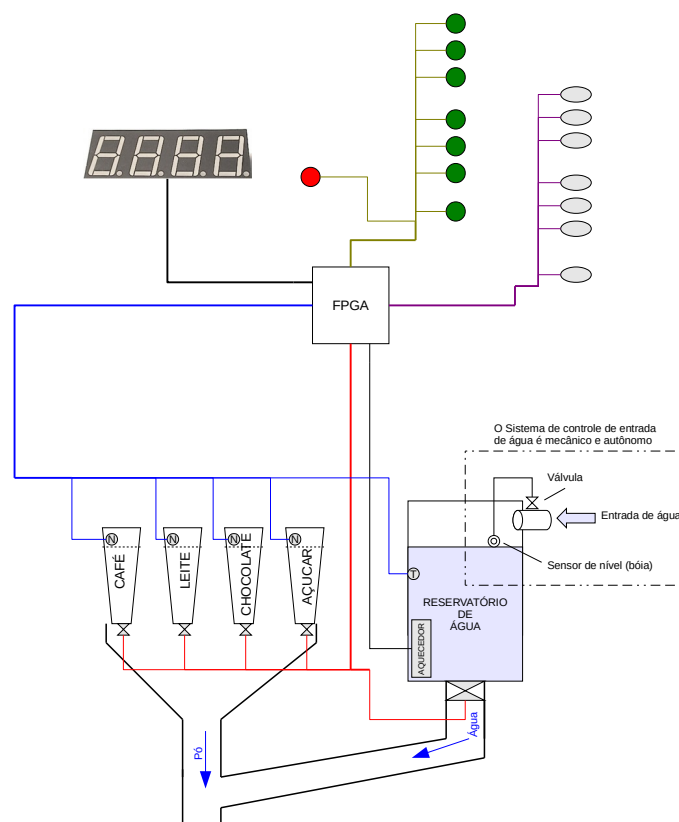 FPGA
O Sistema de controle de entrada
de água é mecânico e autônomo
Válvula
Entrada de água
Sensor de nível (bóia)
N
N
N
N
T
CAFÉ
LEITE
CHOCOLATE
AÇUCAR
RESERVATÓRIO
DE
ÁGUA
AQUECEDOR
Água
Pó